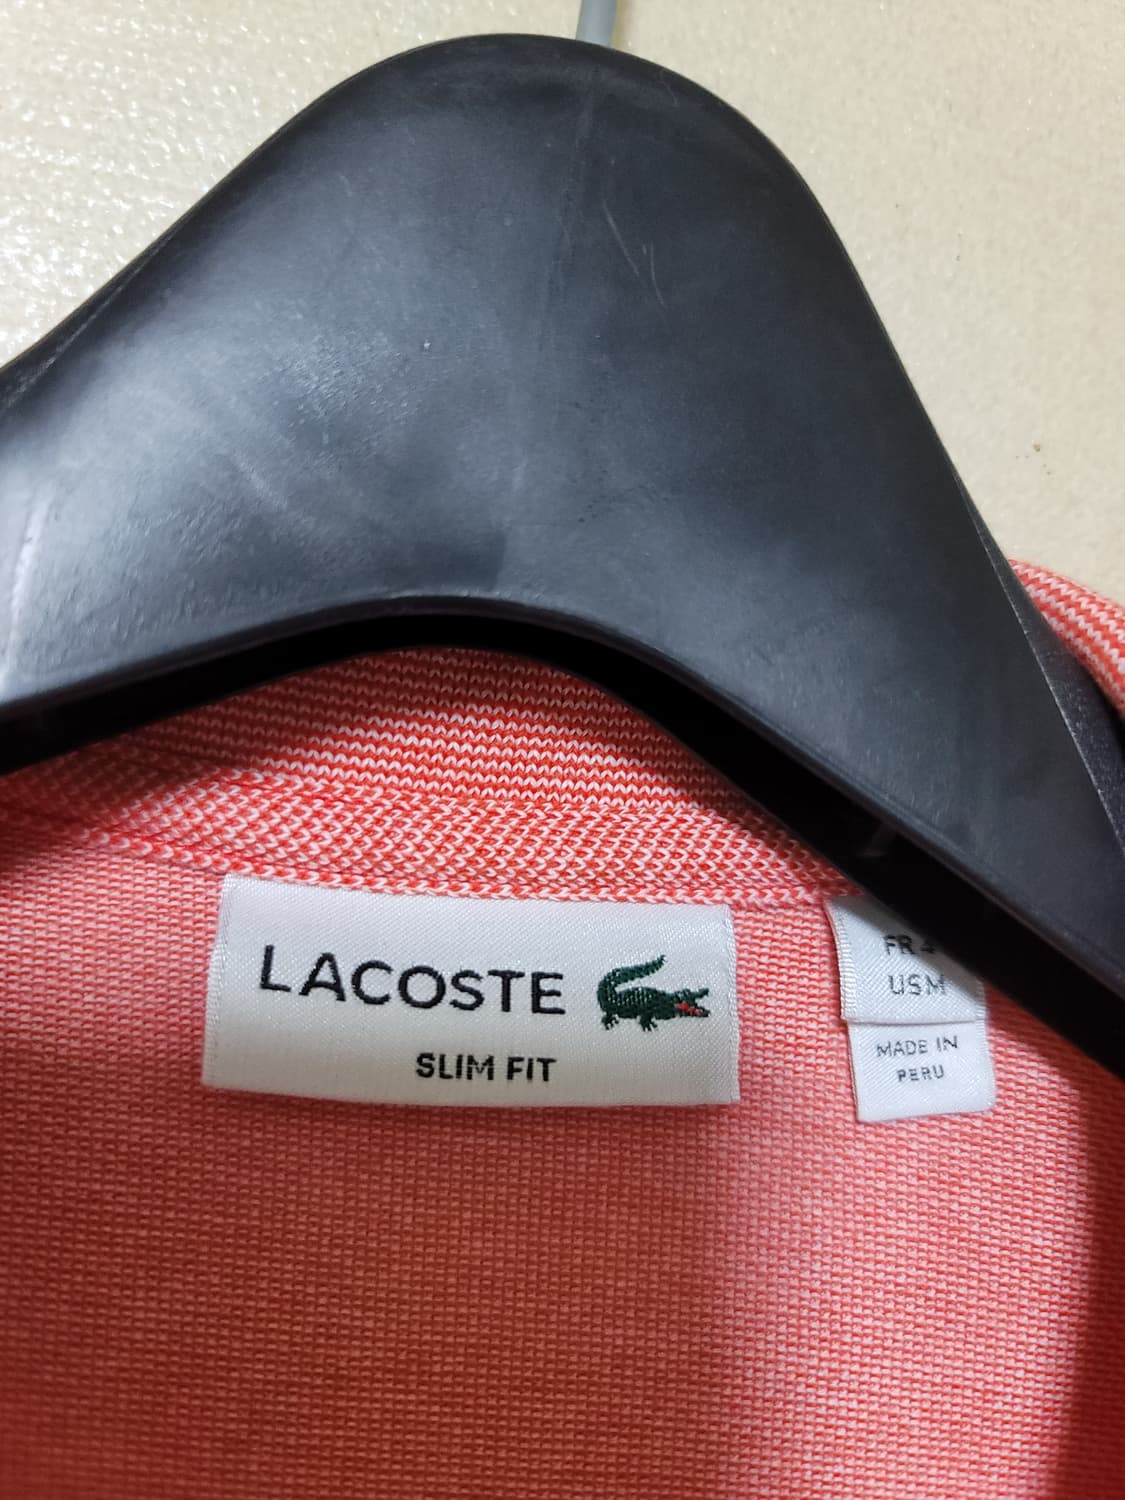 LACOSTE
SLIM FIT
FR 4
US M
MADE IN
PERU